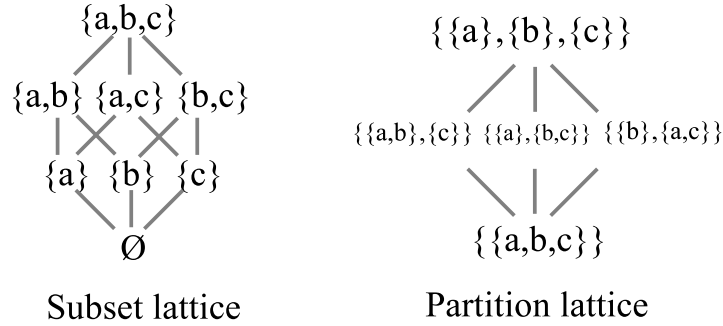 {a,b,c}
{a,b} {a,c} {b,c}
{a} {b} {c}
Ø
Subset lattice
{{a},{b},{c}}
{{a,b},{c}} {{a},{b,c}} {{b},{a,c}}
{{a,b,c}}
Partition lattice